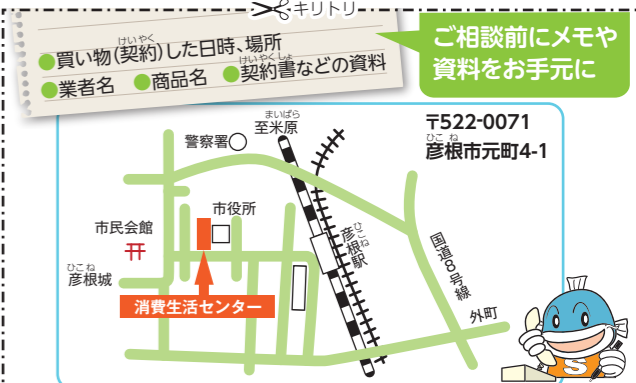 キリトリ
●買い物(契約)した日時、場所
●業者名 ●商品名 ●契約書などの資料
ご相談前にメモや
資料をお手元に
〒522-0071
彦根市元町4-1
至米原
警察署
市役所
市民会館
彦根城
彦根駅
国道8号線
外町
消費生活センター
S